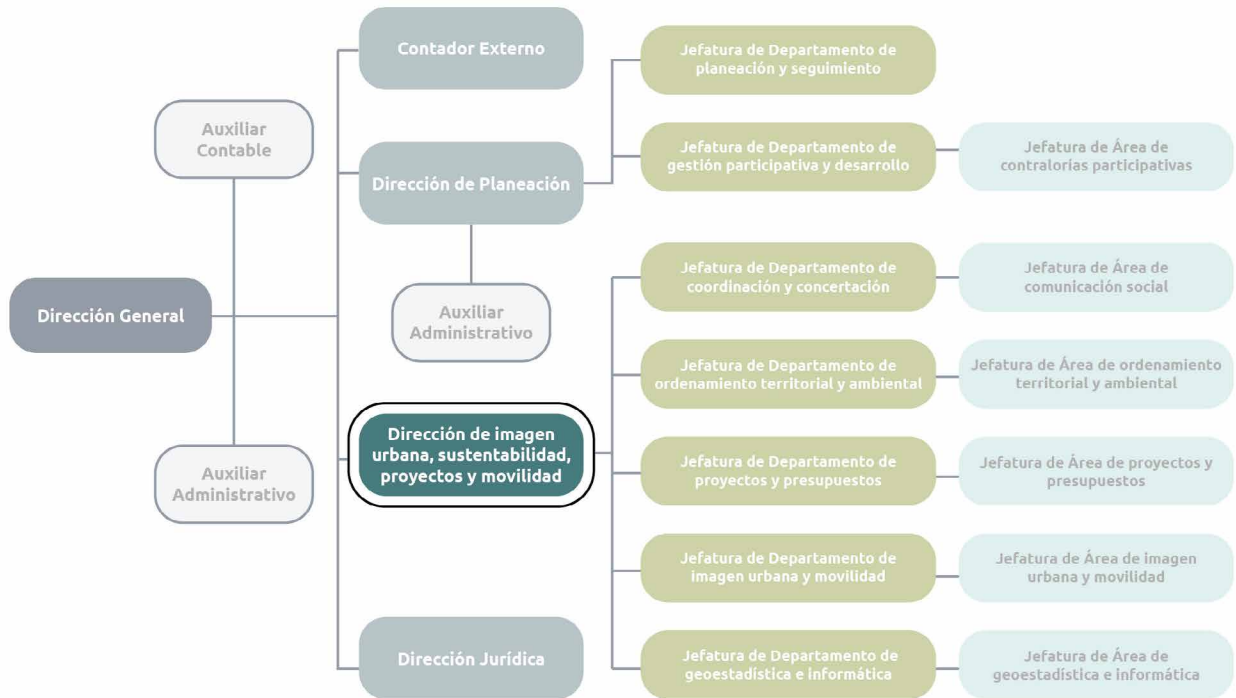 Contador Externo
Jefatura de Departamento de
planeación y seguimiento
Auxiliar
Contable
Jefatura de Departamento de
gestión participativa y desarrollo
Jefatura de Área de
contralorías participativas
Dirección de Planeación
Jefatura de Departamento de
coordinación y concertación
Jefatura de Área de
comunicación social
Dirección General
Auxiliar
Administrativo
Jefatura de Departamento de
ordenamiento territorial y ambiental
Jefatura de Área de ordenamiento
territorial y ambiental
Dirección de imagen
urbana, sustentabilidad,
proyectos y movilidad
Auxiliar
Administrativo
Jefatura de Departamento de
proyectos y presupuestos
Jefatura de Área de proyectos y
presupuestos
Jefatura de Departamento de
imagen urbana y movilidad
Jefatura de Área de imagen
urbana y movilidad
Dirección Jurídica
Jefatura de Departamento de
geoestadística e informática
Jefatura de Área de
geoestadística e informática